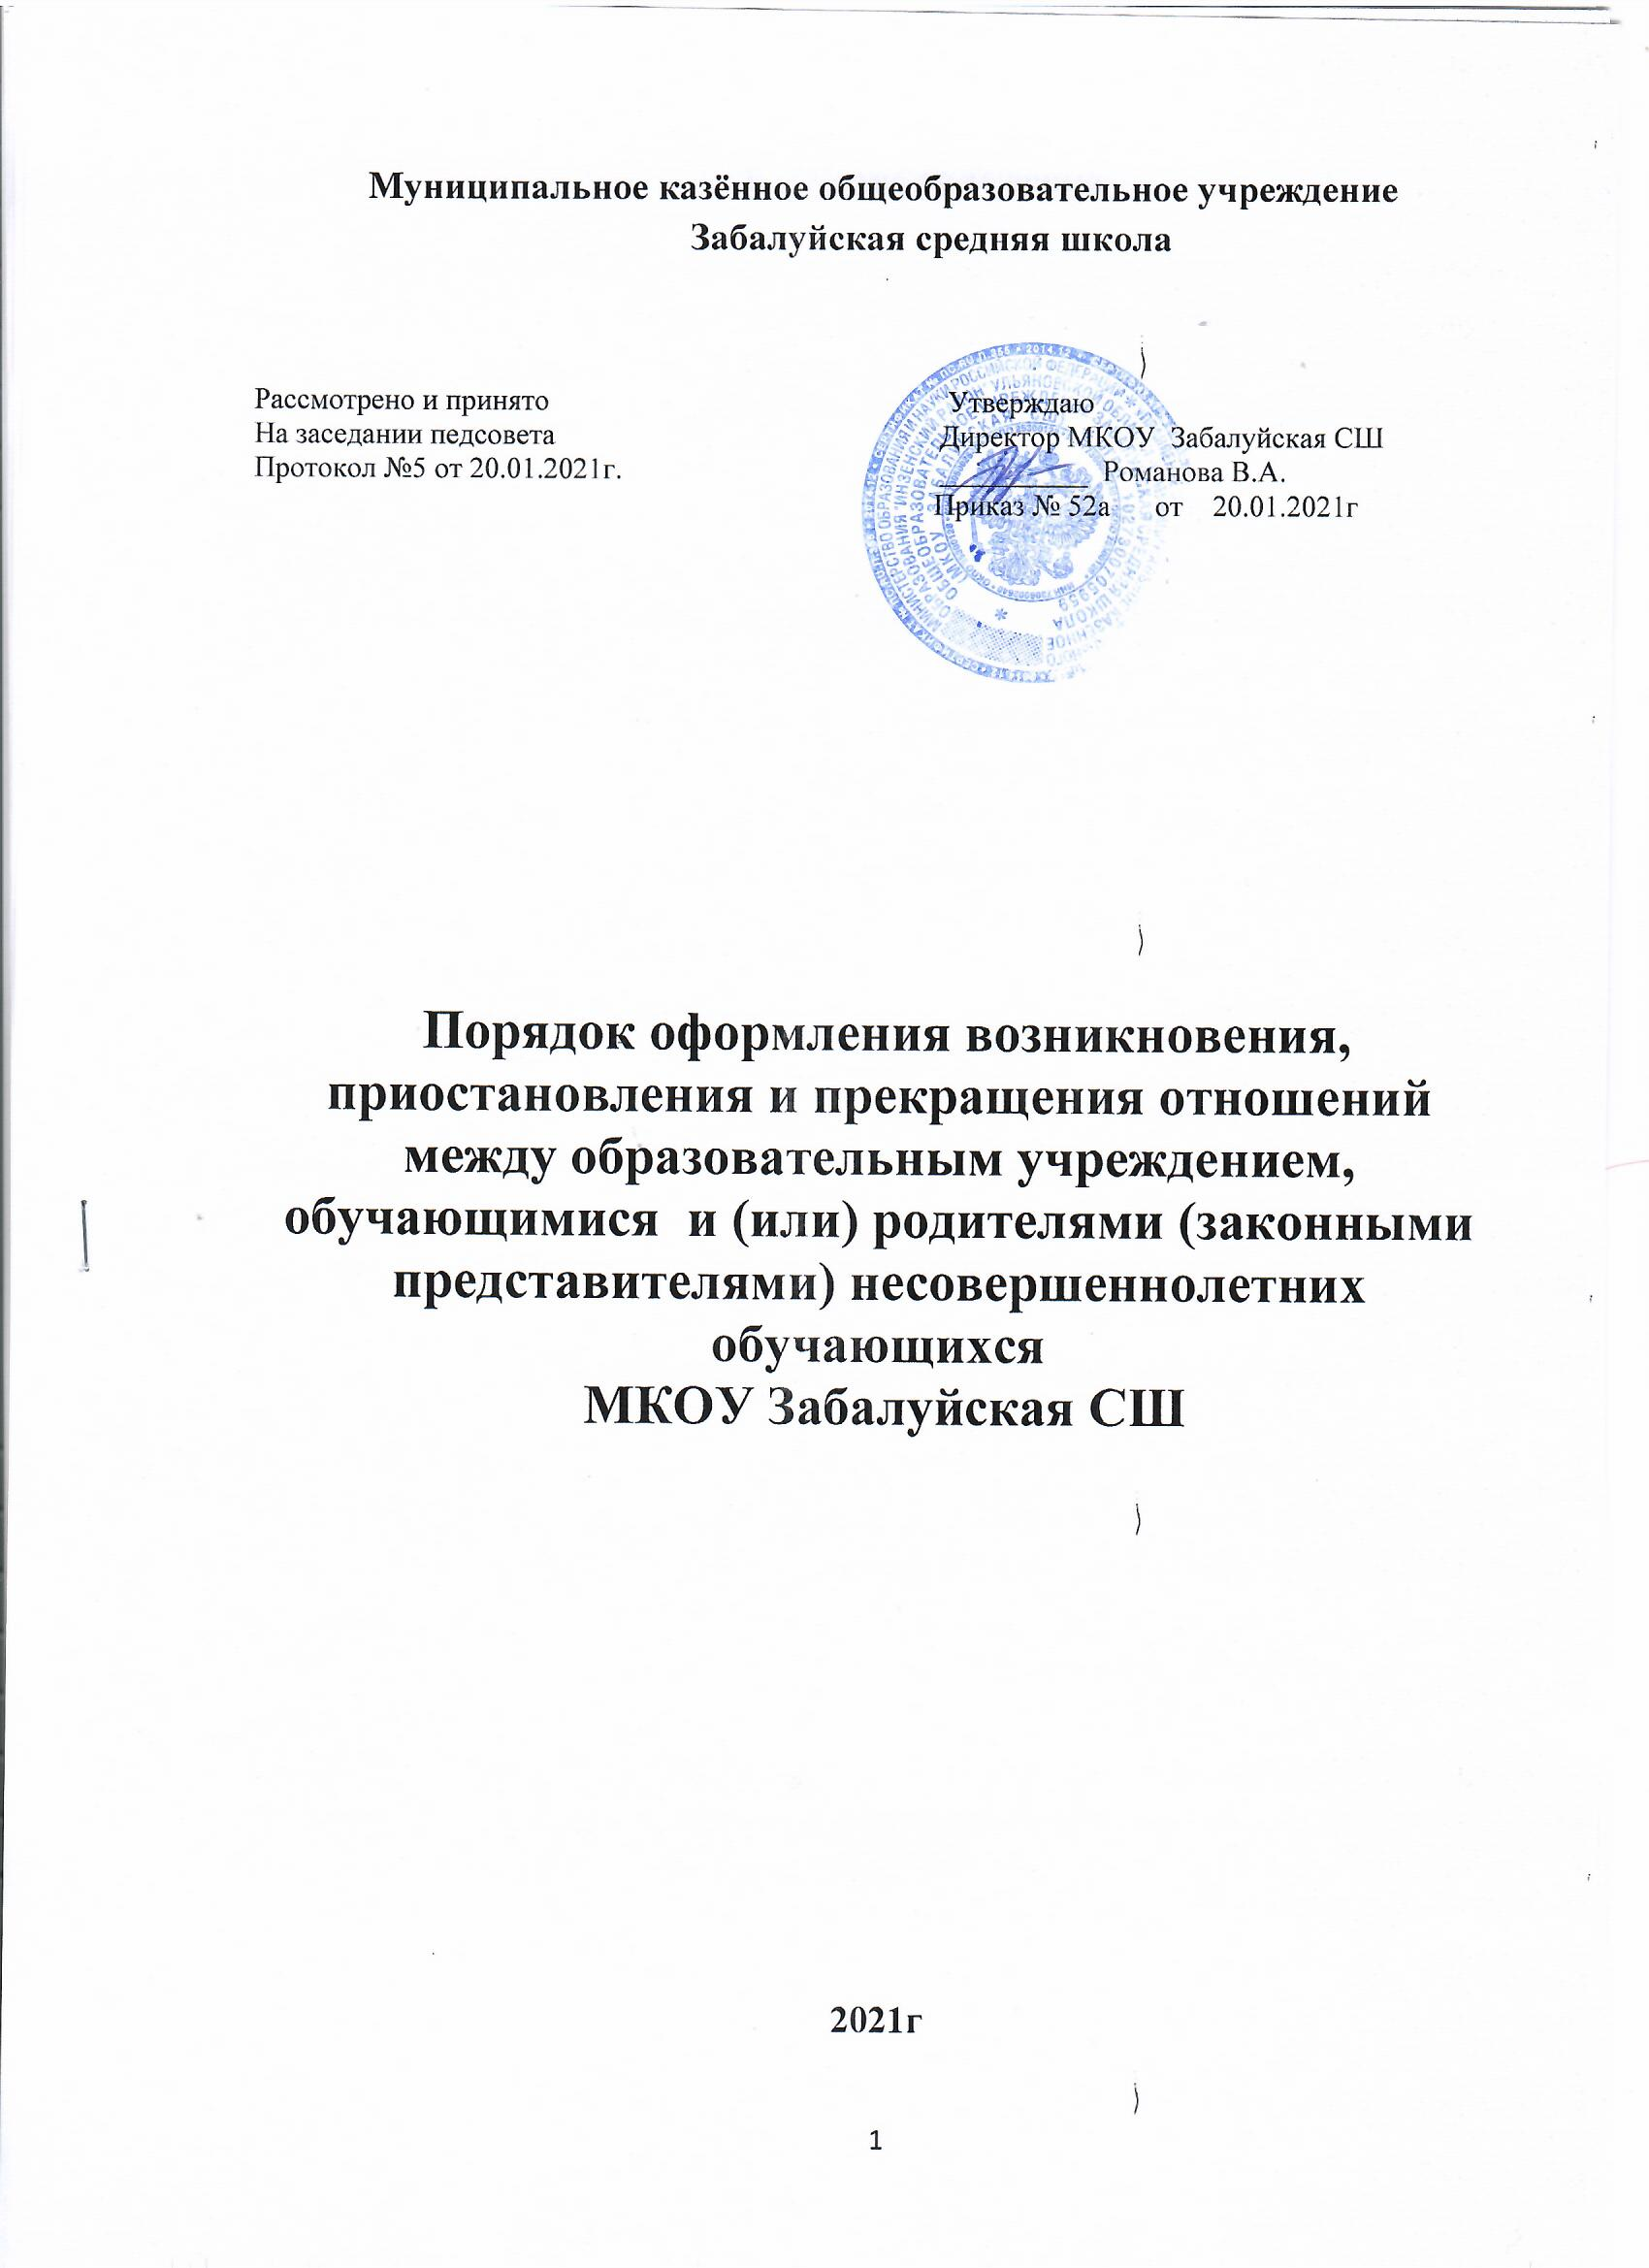 Муниципальное казённое общеобразовательное учреждение
Забалуйская средняя школа
Рассмотрено и принято
На заседании педсовета
Протокол №5 от 20.01.2021г.
Утверждаю
Директор МКОУ Забалуйская СШ
Романова В.А.
Приказ № 52а от 20.01.2021г
Порядок оформления возникновения,
приостановления и прекращения отношений
между образовательным учреждением,
обучающимися и (или) родителями (законными
представителями) несовершеннолетних
обучающихся
МКОУ Забалуйская СШ
2021г
1